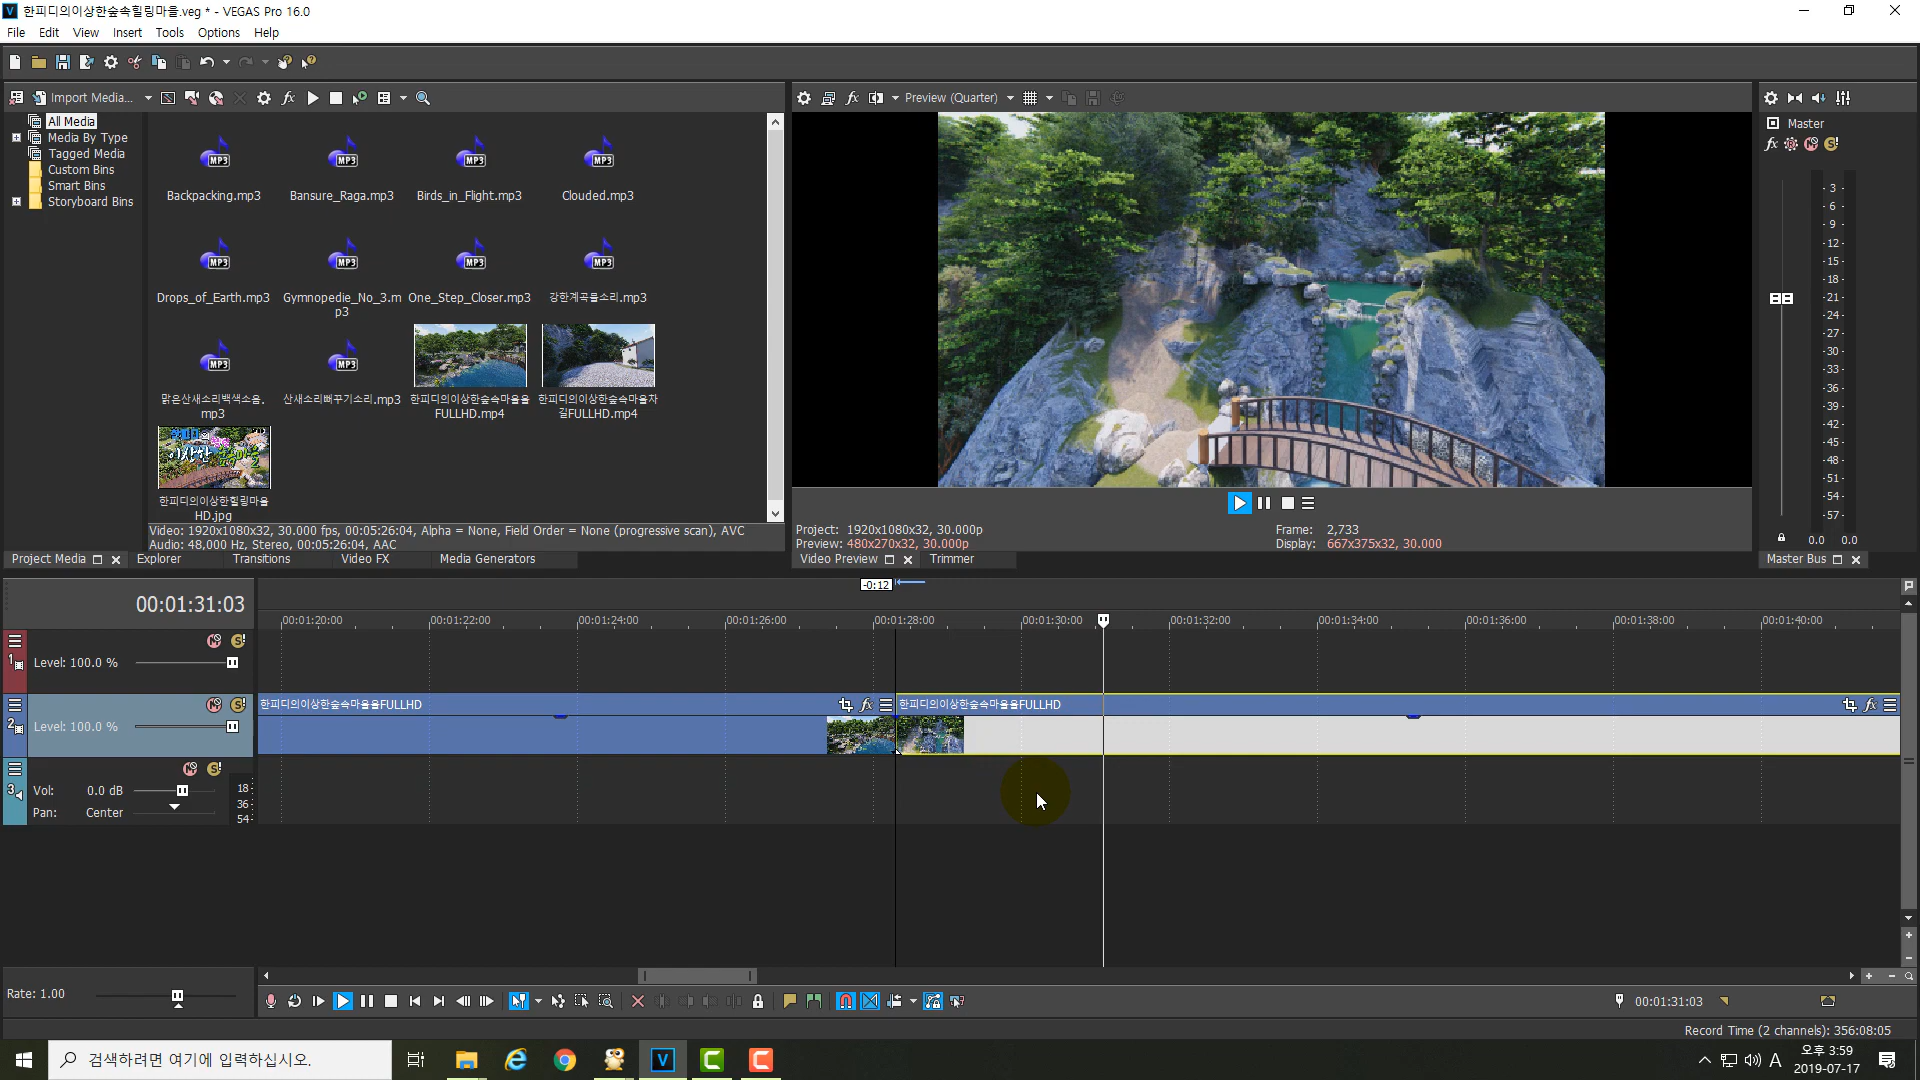 한피디의이상한숲속힐링마을.veg * - VEGAS Pro 16.0
File Edit View Insert Tools Options Help
Import Media...
Preview (Quarter)
All Media
Media By Type
Tagged Media
Custom Bins
Smart Bins
Storyboard Bins
MP3 MP3 MP3 MP3
Backpacking.mp3 Bansure_Raga.mp3 Birds_in_Flight.mp3 Clouded.mp3
MP3 MP3 MP3 MP3
Drops_of_Earth.mp3 Gymnopedie_No_3.mp3 One_Step_Closer.mp3 강한계곡물소리.mp3
MP3 MP3
맑은산새소리백색소음.mp3 산새소리뻐꾸기소리.mp3 한피디의이상한숲속마을을FULLHD.mp4 한피디의이상한숲속마을차길FULLHD.mp4
한피디의이상한힐링마을HD.jpg
Video: 1920x1080x32, 30.000 fps, 00:05:26:04, Alpha = None, Field Order = None (progressive scan), AVC
Audio: 48,000 Hz, Stereo, 00:05:26:04, AAC
Project Media Explorer Transitions Video FX Media Generators
Project: 1920x1080x32, 30.000p
Preview: 480x270x32, 30.000p
Frame: 2,733
Display: 667x375x32, 30.000
Video Preview Trimmer
Master
- 3 -
- 6 -
- 9 -
- 12 -
- 15 -
- 18 -
- 21 -
- 24 -
- 27 -
- 30 -
- 33 -
- 36 -
- 39 -
- 42 -
- 45 -
- 48 -
- 51 -
- 54 -
- 57 -
0.0 0.0
Master Bus
-0:12
00:01:31:03
00:01:20:00 00:01:22:00 00:01:24:00 00:01:26:00 00:01:28:00 00:01:30:00 00:01:32:00 00:01:34:00 00:01:36:00 00:01:38:00 00:01:40:00
1 Level: 100.0 %
2 Level: 100.0 %
한피디의이상한숲속마을을FULLHD
한피디의이상한숲속마을을FULLHD
3 Vol: 0.0 dB
Pan: Center
18
36
54
Rate: 1.00
00:01:31:03
Record Time (2 channels): 356:08:05
검색하려면 여기에 입력하십시오.
A
오후 3:59
2019-07-17